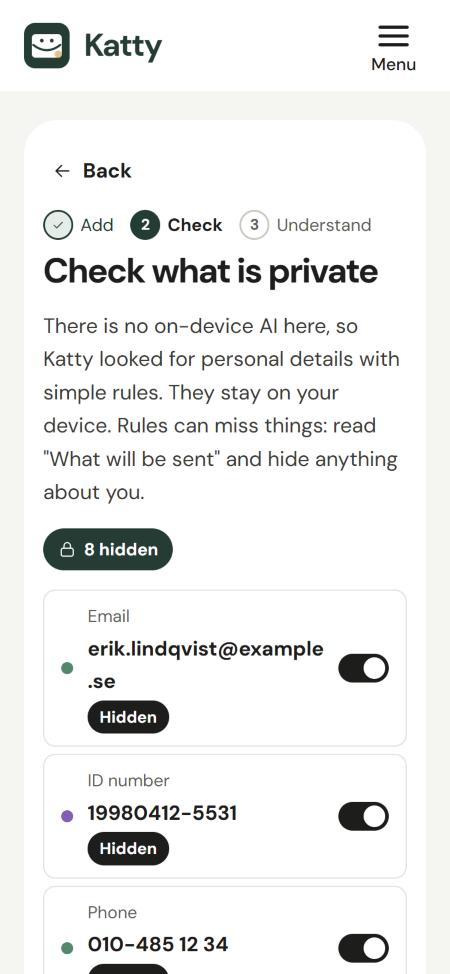 Katty
Menu
← Back
✓ Add 2 Check 3 Understand
Check what is private
There is no on-device AI here, so
Katty looked for personal details with
simple rules. They stay on your
device. Rules can miss things: read
"What will be sent" and hide anything
about you.
8 hidden
Email
erik.lindqvist@example
.se
Hidden
ID number
19980412-5531
Hidden
Phone
010-485 12 34